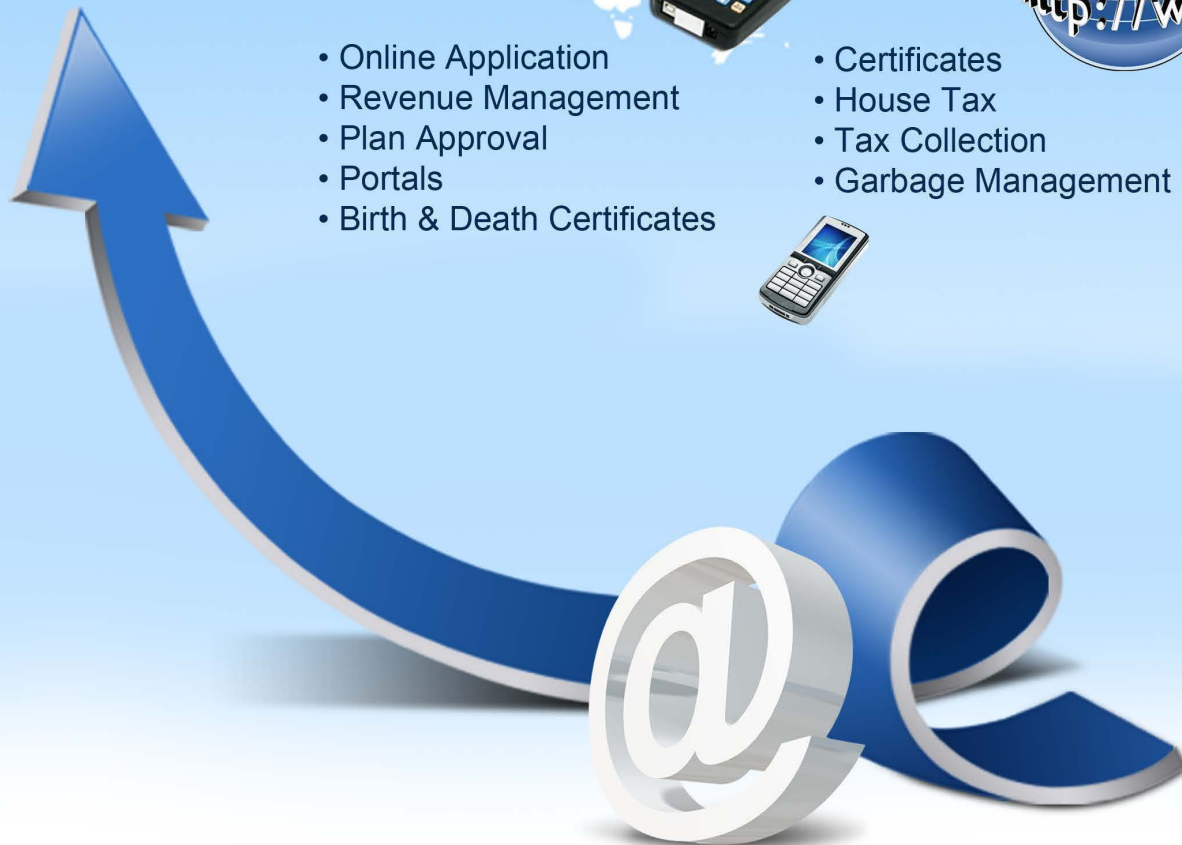 • Online Application
• Revenue Management
• Plan Approval
• Portals
• Birth & Death Certificates
• Certificates
• House Tax
• Tax Collection
• Garbage Management
@